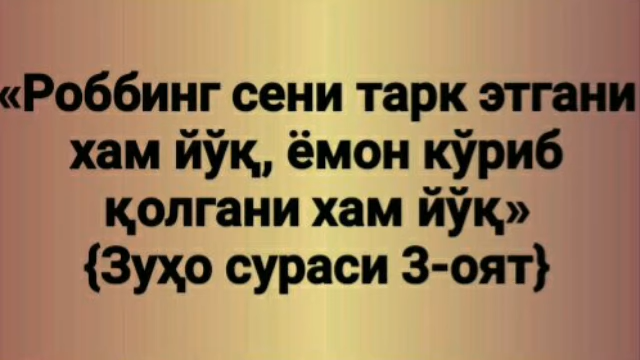 «Роббинг сени тарк этгани
хам йўқ, ёмон кўриб
қолгани хам йўқ»
{Зуҳо сураси 3-оят}